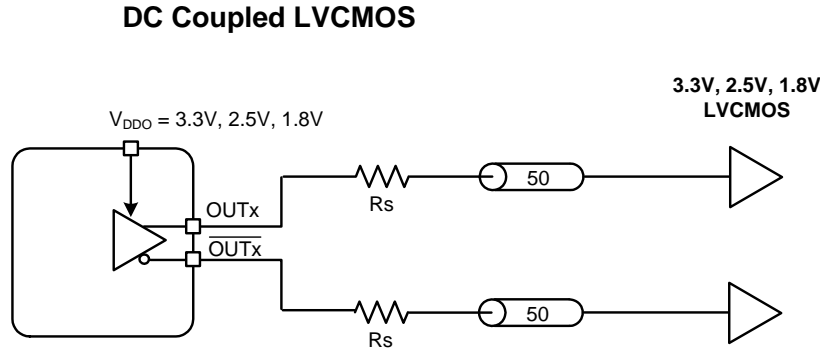 DC Coupled LVCMOS
3.3V, 2.5V, 1.8V
LVCMOS
VDDO = 3.3V, 2.5V, 1.8V
OUTx
Rs
50
OUTx
Rs
50